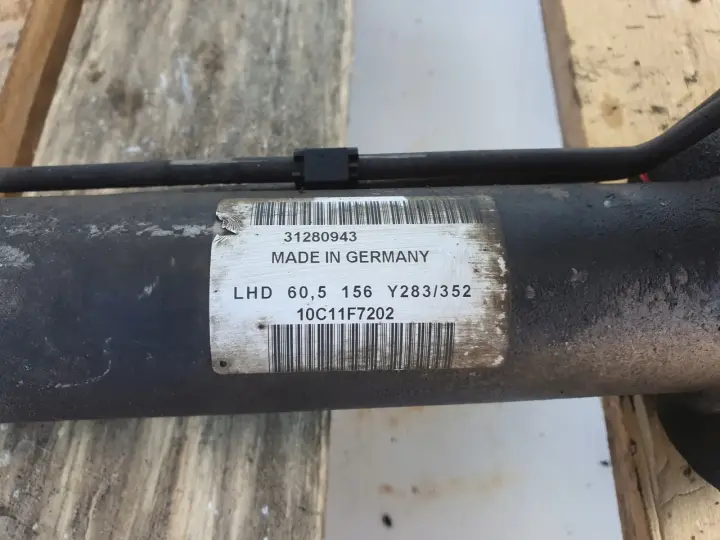 31280943
MADE IN GERMANY
LHD 60,5 156 Y283/352
10C11F7202